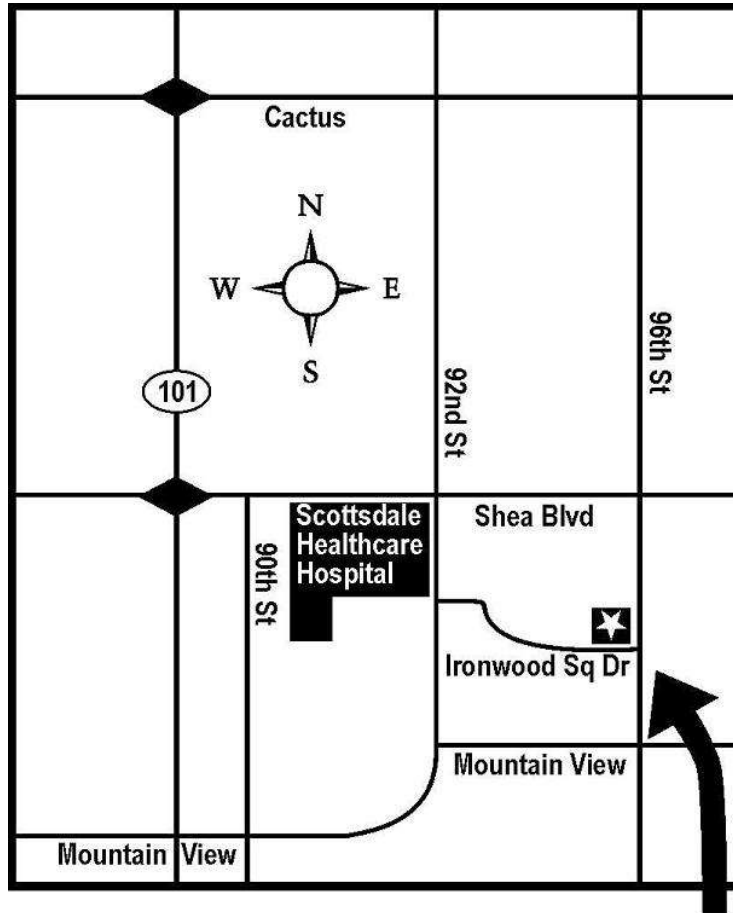 Cactus
N
W
E
S
101
92nd St
96th St
Scottsdale
Healthcare
Hospital
Shea Blvd
90th St
Ironwood Sq Dr
Mountain View
Mountain View